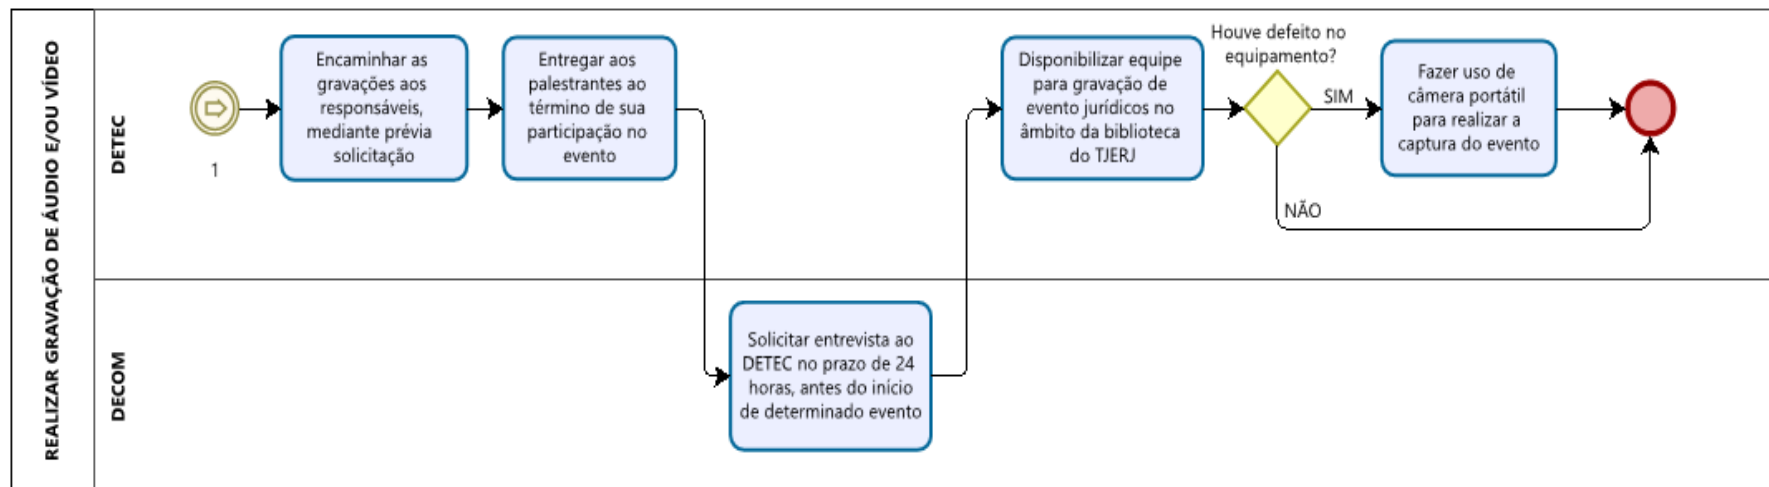 REALIZAR GRAVAÇÃO DE ÁUDIO E/OU VÍDEO
DETEC
1
Encaminhar as
gravações aos
responsáveis,
mediante prévia
solicitação
Entregar aos
palestrantes ao
término de sua
participação no
evento
Disponibilizar equipe
para gravação de
evento jurídicos no
âmbito da biblioteca
do TJERJ
Houve defeito no
equipamento?
SIM
NÃO
Fazer uso de
câmera portátil
para realizar a
captura do evento
DECOM
Solicitar entrevista ao
DETEC no prazo de 24
horas, antes do início
de determinado evento